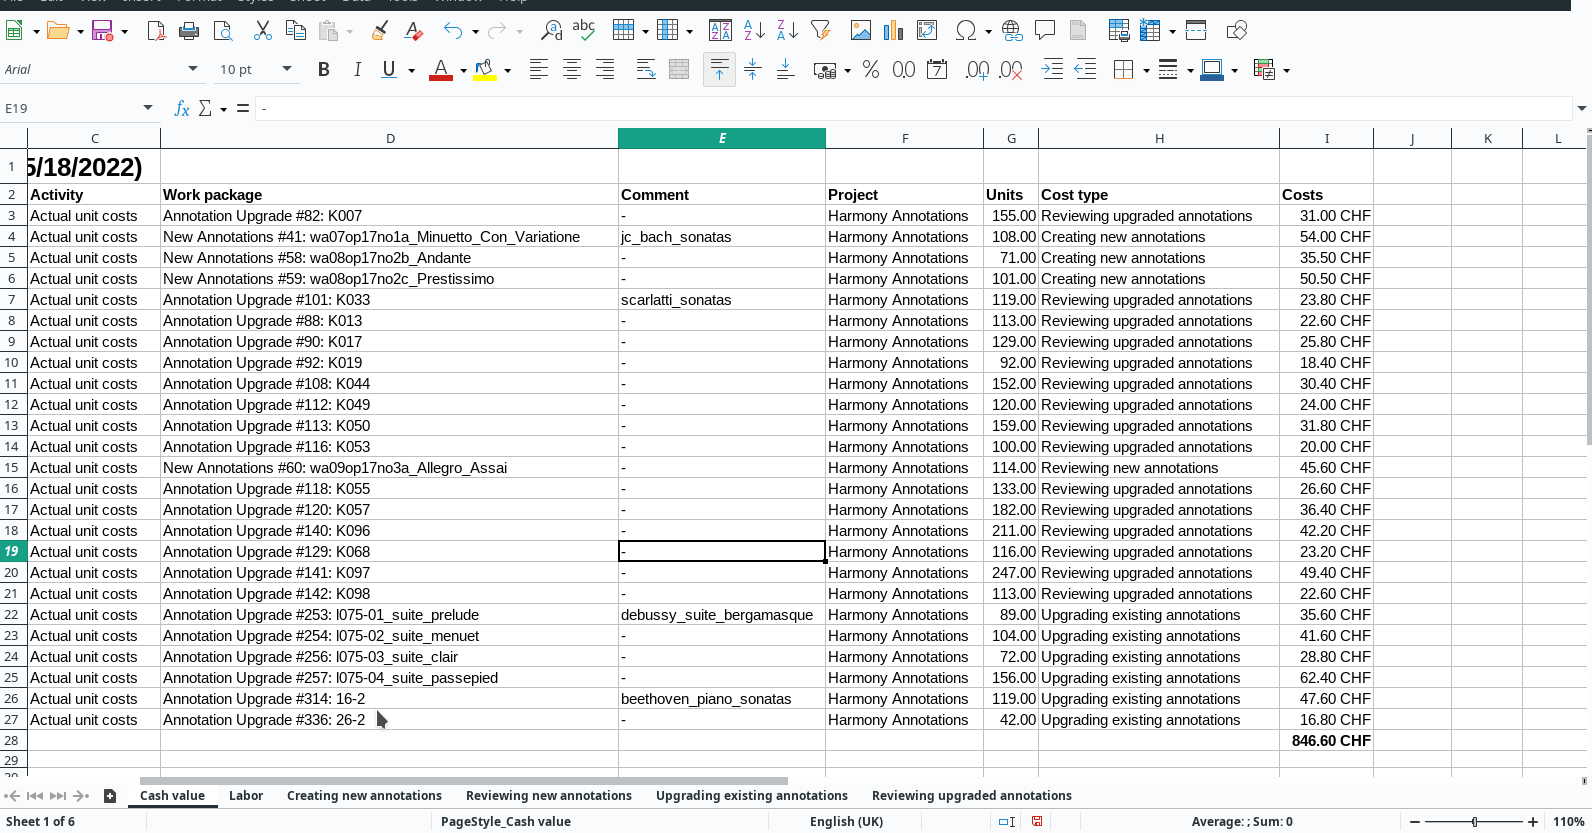 Arial 10 pt B I U A
E19 fx Σ = -
C D E F G H I J K L
1 5/18/2022)
2 Activity Work package Comment Project Units Cost type Costs
3 Actual unit costs Annotation Upgrade #82: K007 - Harmony Annotations 155.00 Reviewing upgraded annotations 31.00 CHF
4 Actual unit costs New Annotations #41: wa07op17no1a_Minuetto_Con_Variatione jc_bach_sonatas Harmony Annotations 108.00 Creating new annotations 54.00 CHF
5 Actual unit costs New Annotations #58: wa08op17no2b_Andante - Harmony Annotations 71.00 Creating new annotations 35.50 CHF
6 Actual unit costs New Annotations #59: wa08op17no2c_Prestissimo - Harmony Annotations 101.00 Creating new annotations 50.50 CHF
7 Actual unit costs Annotation Upgrade #101: K033 scarlatti_sonatas Harmony Annotations 119.00 Reviewing upgraded annotations 23.80 CHF
8 Actual unit costs Annotation Upgrade #88: K013 - Harmony Annotations 113.00 Reviewing upgraded annotations 22.60 CHF
9 Actual unit costs Annotation Upgrade #90: K017 - Harmony Annotations 129.00 Reviewing upgraded annotations 25.80 CHF
10 Actual unit costs Annotation Upgrade #92: K019 - Harmony Annotations 92.00 Reviewing upgraded annotations 18.40 CHF
11 Actual unit costs Annotation Upgrade #108: K044 - Harmony Annotations 152.00 Reviewing upgraded annotations 30.40 CHF
12 Actual unit costs Annotation Upgrade #112: K049 - Harmony Annotations 120.00 Reviewing upgraded annotations 24.00 CHF
13 Actual unit costs Annotation Upgrade #113: K050 - Harmony Annotations 159.00 Reviewing upgraded annotations 31.80 CHF
14 Actual unit costs Annotation Upgrade #116: K053 - Harmony Annotations 100.00 Reviewing upgraded annotations 20.00 CHF
15 Actual unit costs New Annotations #60: wa09op17no3a_Allegro_Assai - Harmony Annotations 114.00 Reviewing new annotations 45.60 CHF
16 Actual unit costs Annotation Upgrade #118: K055 - Harmony Annotations 133.00 Reviewing upgraded annotations 26.60 CHF
17 Actual unit costs Annotation Upgrade #120: K057 - Harmony Annotations 182.00 Reviewing upgraded annotations 36.40 CHF
18 Actual unit costs Annotation Upgrade #140: K096 - Harmony Annotations 211.00 Reviewing upgraded annotations 42.20 CHF
19 Actual unit costs Annotation Upgrade #129: K068 - Harmony Annotations 116.00 Reviewing upgraded annotations 23.20 CHF
20 Actual unit costs Annotation Upgrade #141: K097 - Harmony Annotations 247.00 Reviewing upgraded annotations 49.40 CHF
21 Actual unit costs Annotation Upgrade #142: K098 - Harmony Annotations 113.00 Reviewing upgraded annotations 22.60 CHF
22 Actual unit costs Annotation Upgrade #253: l075-01_suite_prelude debussy_suite_bergamasque Harmony Annotations 89.00 Upgrading existing annotations 35.60 CHF
23 Actual unit costs Annotation Upgrade #254: l075-02_suite_menuet - Harmony Annotations 104.00 Upgrading existing annotations 41.60 CHF
24 Actual unit costs Annotation Upgrade #256: l075-03_suite_clair - Harmony Annotations 72.00 Upgrading existing annotations 28.80 CHF
25 Actual unit costs Annotation Upgrade #257: l075-04_suite_passepied - Harmony Annotations 156.00 Upgrading existing annotations 62.40 CHF
26 Actual unit costs Annotation Upgrade #314: 16-2 beethoven_piano_sonatas Harmony Annotations 119.00 Upgrading existing annotations 47.60 CHF
27 Actual unit costs Annotation Upgrade #336: 26-2 - Harmony Annotations 42.00 Upgrading existing annotations 16.80 CHF
28 846.60 CHF
29
Cash value Labor Creating new annotations Reviewing new annotations Upgrading existing annotations Reviewing upgraded annotations
Sheet 1 of 6 PageStyle_Cash value English (UK) Average: ; Sum: 0 110%